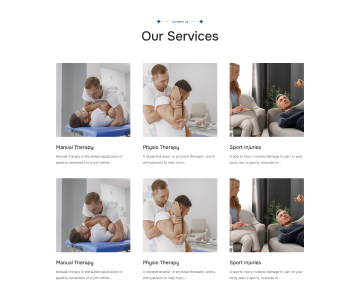 Contact us
Our Services
Manual Therapy
Physio Therapy
Sport Injuries
Manual therapy is the skilled application of
passive movement to a joint either...
A physiotherapist, or physical therapist, works
with patients to help them...
A sports injury involves damage to part of your
body due to sports, exercise or...
Manual Therapy
Physio Therapy
Sport Injuries
Manual therapy is the skilled application of
passive movement to a joint either...
A physiotherapist, or physical therapist, works
with patients to help them...
A sports injury involves damage to part of your
body due to sports, exercise or...